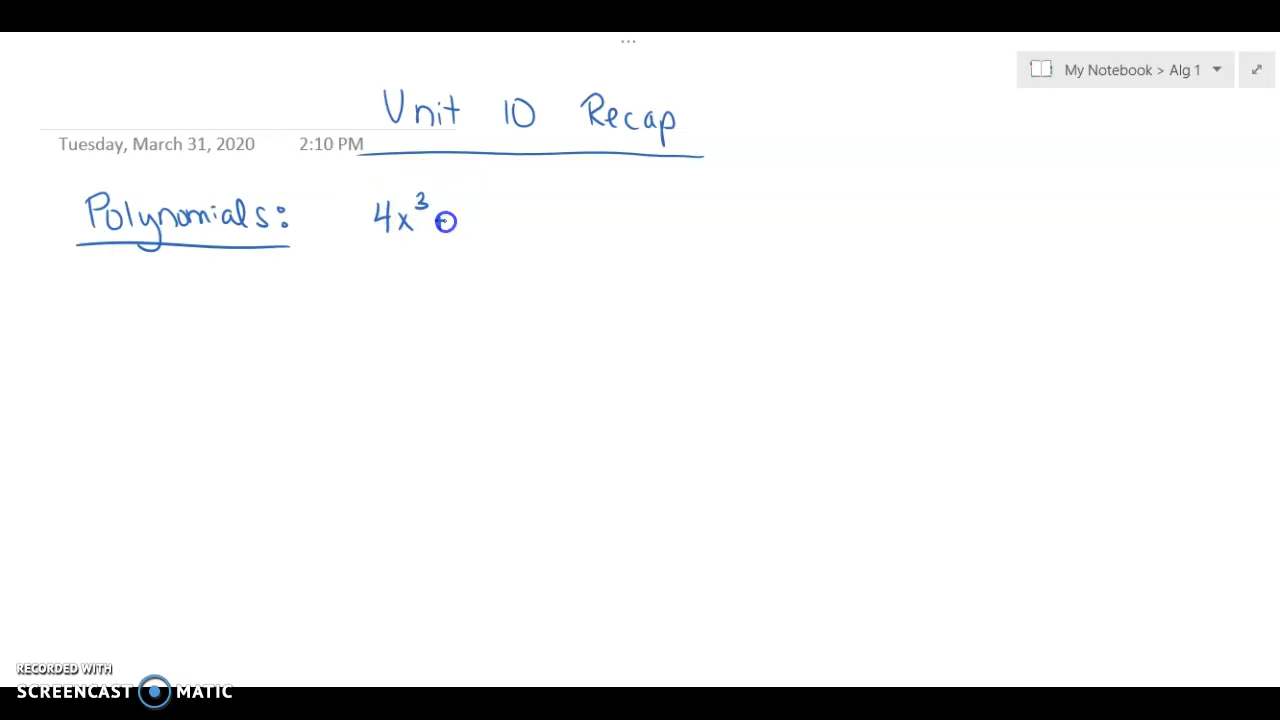 ...
My Notebook > Alg 1
Unit 10 Recap
Tuesday, March 31, 2020 2:10 PM
Polynomials: 4x³
RECORDED WITH
SCREENCAST MATIC